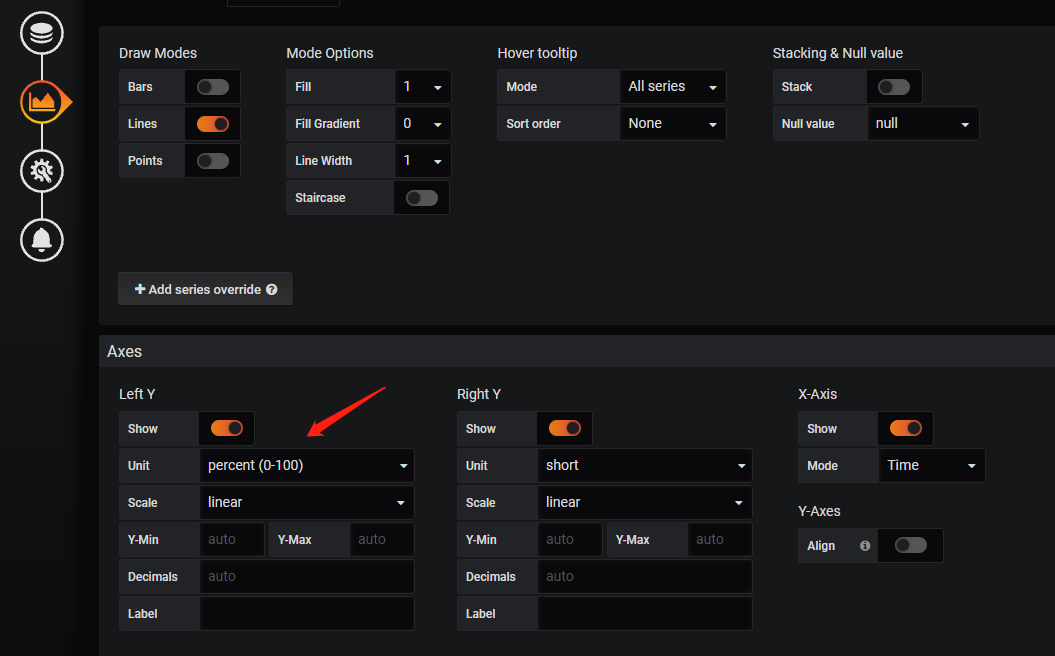 Draw Modes
Mode Options
Hover tooltip
Stacking & Null value
Bars
Fill 1
Mode All series
Stack
Lines
Fill Gradient 0
Sort order None
Null value null
Points
Line Width 1
Staircase
Add series override
Axes
Left Y
Right Y
X-Axis
Show
Show
Show
Unit percent (0-100)
Unit short
Mode Time
Scale linear
Scale linear
Y-Axes
Y-Min auto Y-Max auto
Y-Min auto Y-Max auto
Align
Decimals auto
Decimals auto
Label
Label